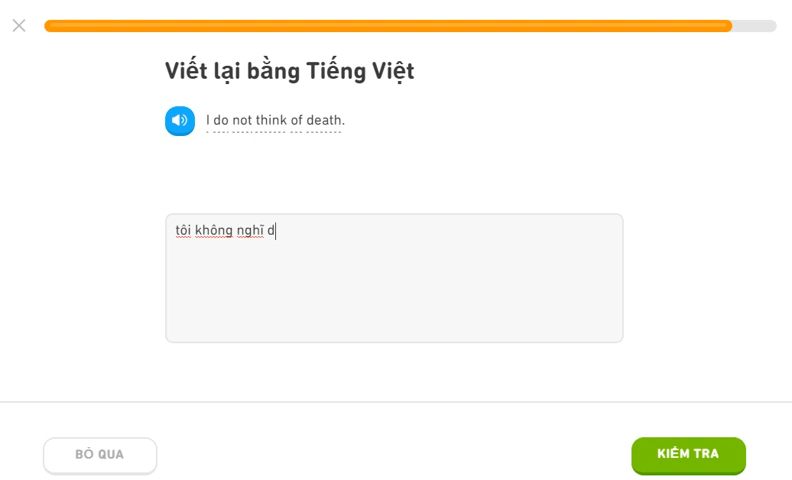 Viết lại bằng Tiếng Việt
I do not think of death.
tôi không nghĩ d
BỎ QUA
KIỂM TRA